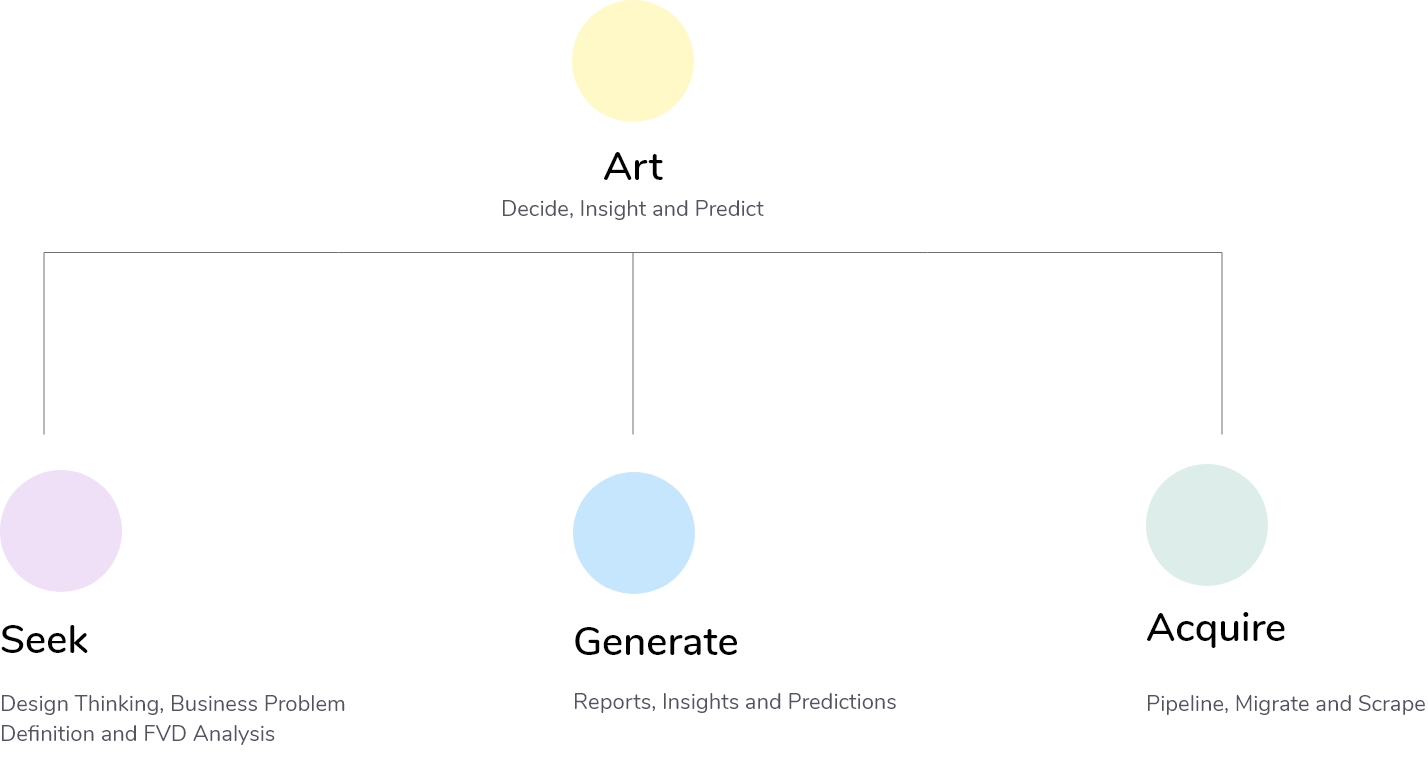 Art
Decide, Insight and Predict
Seek
Design Thinking, Business Problem
Definition and FVD Analysis
Generate
Reports, Insights and Predictions
Acquire
Pipeline, Migrate and Scrape